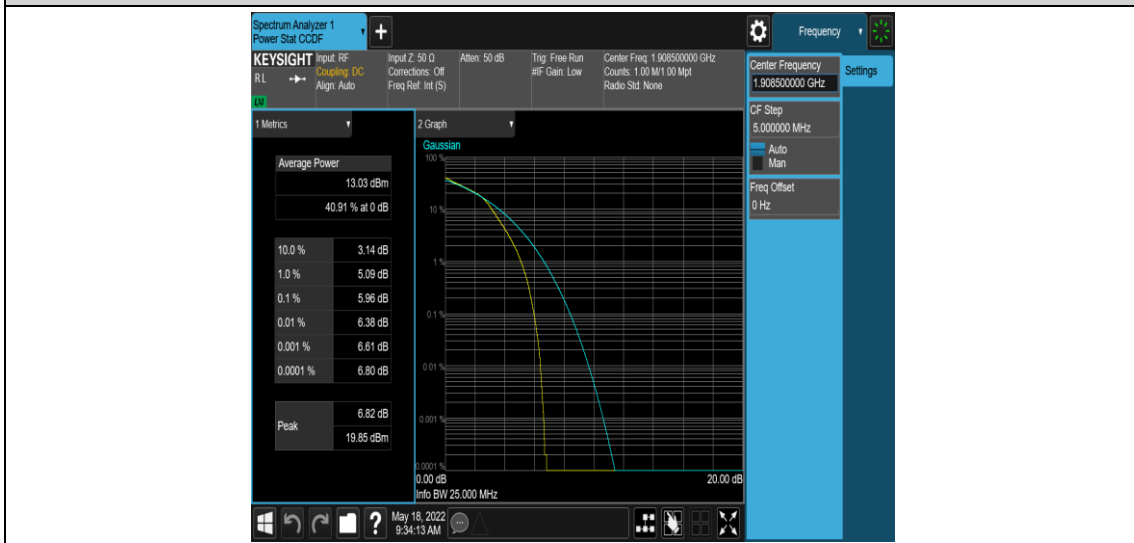 Spectrum Analyzer 1
Power Stat CCDF
Frequency
KEYSIGHT
RL
LXI
Input: RF
Coupling: DC
Align: Auto
Input Z: 50 Ω
Corrections: Off
Freq Ref: Int (S)
Atten: 50 dB
Trig: Free Run
#IF Gain: Low
Center Freq: 1.908500000 GHz
Counts: 1.00 M/1.00 Mpt
Radio Std: None
Center Frequency
1.908500000 GHz
Settings
CF Step
5.000000 MHz
Auto
Man
Freq Offset
0 Hz
1 Metrics
Average Power
13.03 dBm
40.91 % at 0 dB
10.0 % 3.14 dB
1.0 % 5.09 dB
0.1 % 5.96 dB
0.01 % 6.38 dB
0.001 % 6.61 dB
0.0001 % 6.80 dB
Peak
6.82 dB
19.85 dBm
2 Graph
Gaussian
100 %
10 %
1 %
0.1 %
0.01 %
0.001 %
0.0001 %
0.00 dB 20.00 dB
Info BW 25.000 MHz
?
May 18, 2022
9:34:13 AM